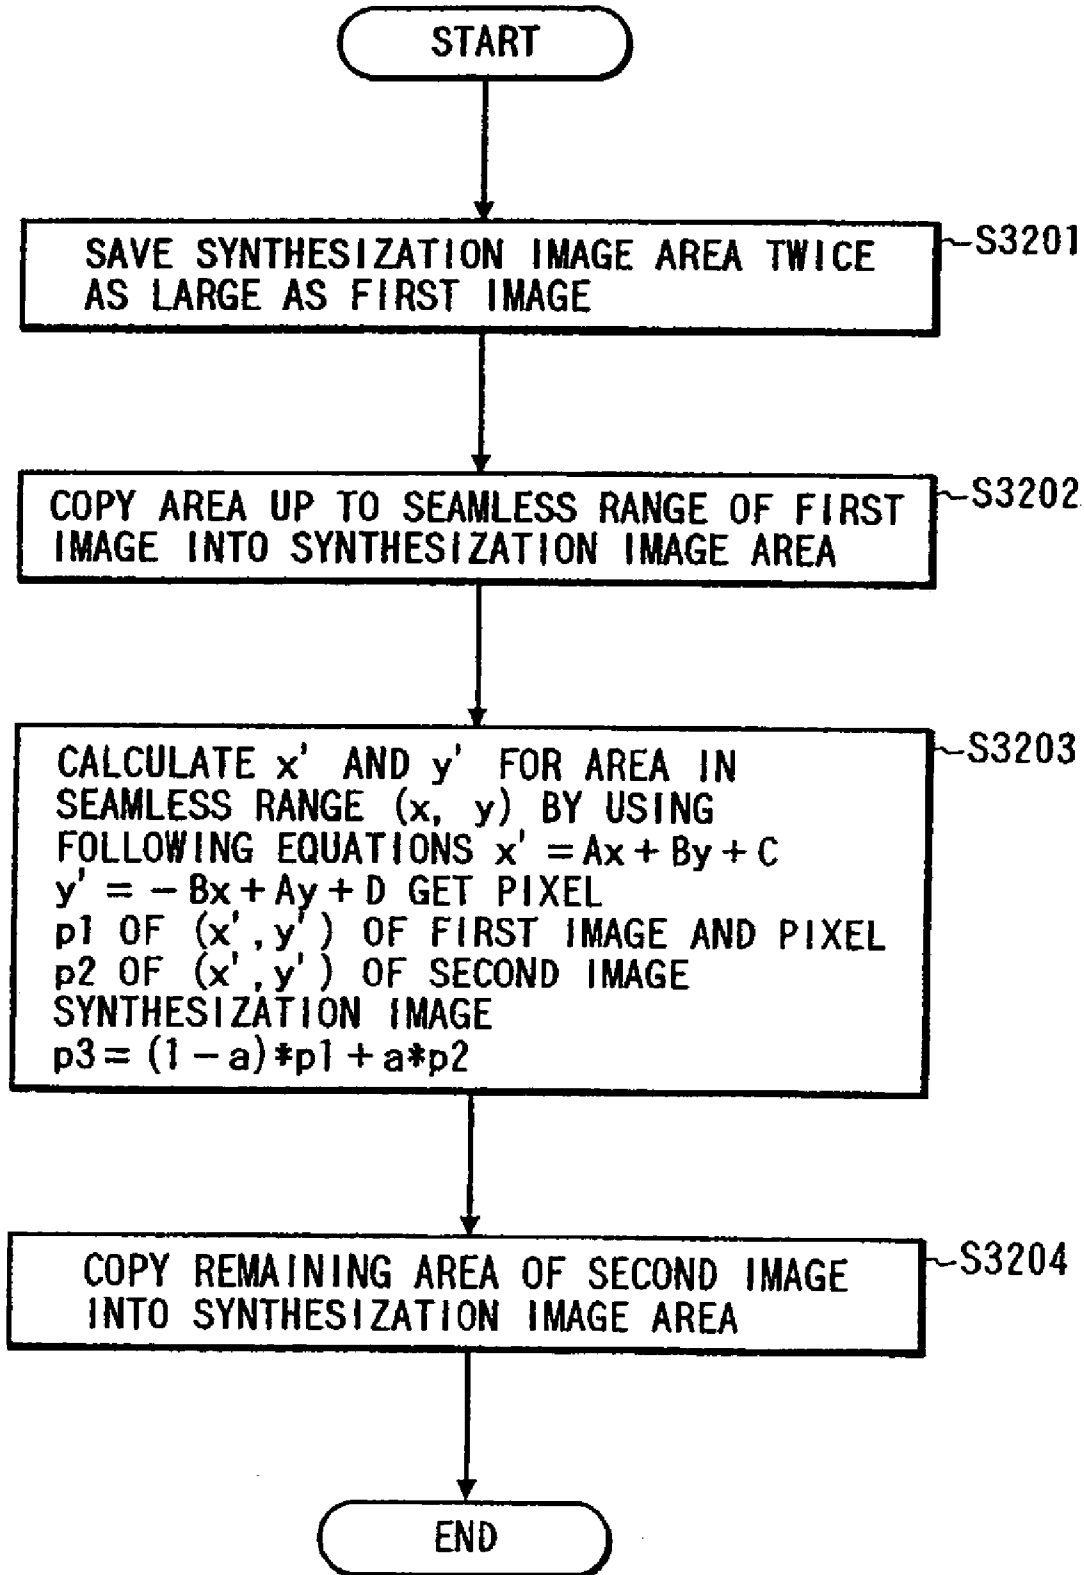 START
SAVE SYNTHESIZATION IMAGE AREA TWICE
AS LARGE AS FIRST IMAGE
S3201
COPY AREA UP TO SEAMLESS RANGE OF FIRST
IMAGE INTO SYNTHESIZATION IMAGE AREA
S3202
CALCULATE x' AND y' FOR AREA IN
SEAMLESS RANGE (x, y) BY USING
FOLLOWING EQUATIONS x' = Ax + By + C
y' = - Bx + Ay + D GET PIXEL
p1 OF (x', y') OF FIRST IMAGE AND PIXEL
p2 OF (x', y') OF SECOND IMAGE
SYNTHESIZATION IMAGE
p3 = (1 - a)*p1 + a*p2
S3203
COPY REMAINING AREA OF SECOND IMAGE
INTO SYNTHESIZATION IMAGE AREA
S3204
END